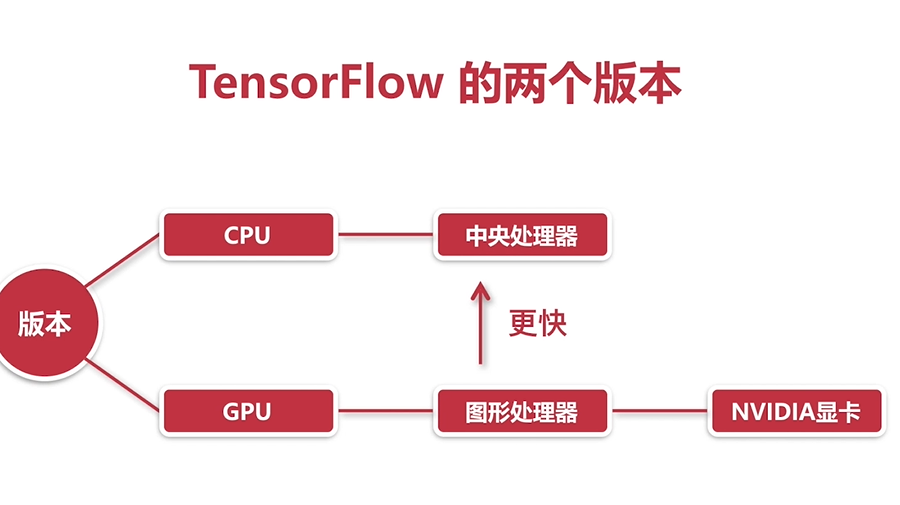 TensorFlow 的两个版本
CPU
中央处理器
版本
更快
GPU
图形处理器
NVIDIA显卡